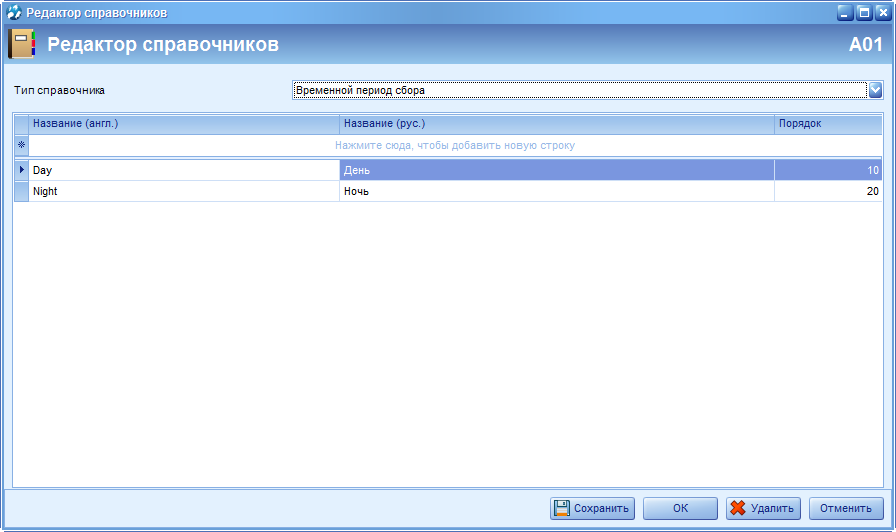 Редактор справочников
Редактор справочников A01
Тип справочника Временной период сбора
Название (англ.) Название (рус.) Порядок
Нажмите сюда, чтобы добавить новую строку
Day День 10
Night Ночь 20
Сохранить ОК Удалить Отменить